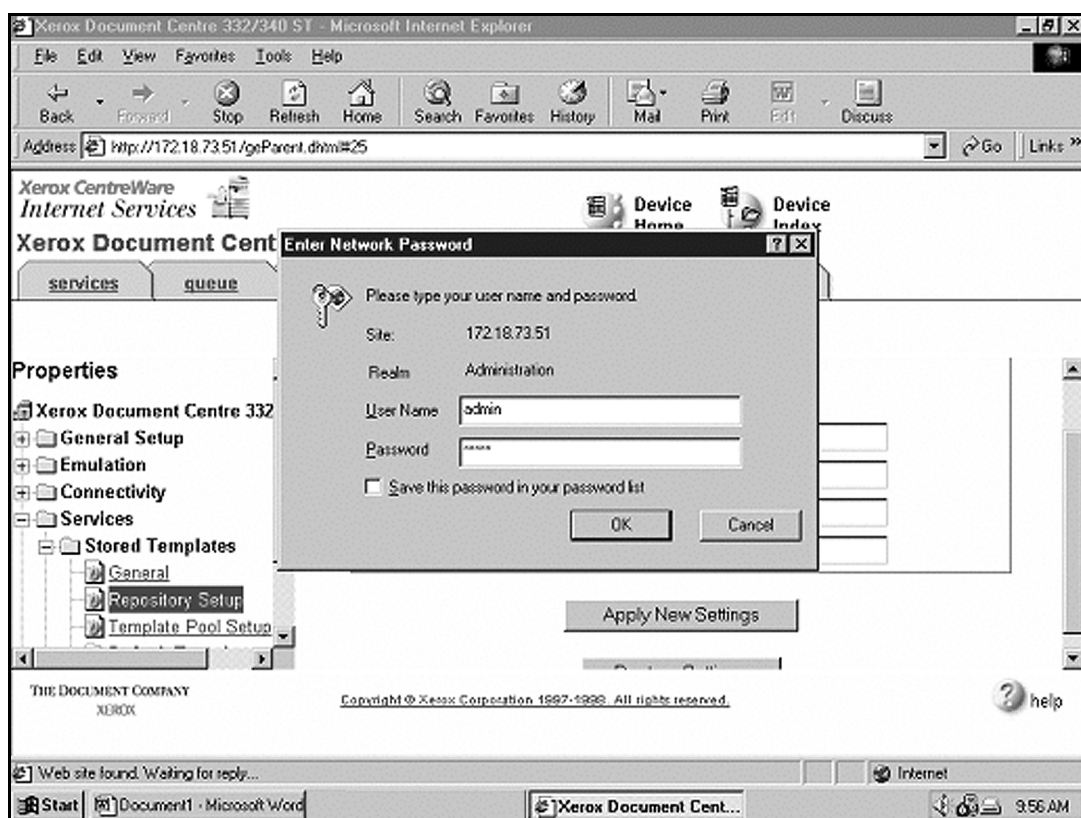 Xerox Document Centre 332/340 ST - Microsoft Internet Explorer
File Edit View Favorites Tools Help
Back Forward Stop Refresh Home Search Favorites History Mail Print Edit Discuss
Address http://172.18.73.51/geParent.dhtml#25 Go Links »
Xerox CentreWare
Internet Services
Device Home
Device Index
Xerox Document Cent
services queue
Enter Network Password
Please type your user name and password.
Site: 172.18.73.51
Realm Administration
User Name admin
Password *****
Save this password in your password list
OK Cancel
Properties
Xerox Document Centre 332
General Setup
Emulation
Connectivity
Services
Stored Templates
General
Repository Setup
Template Pool Setup
Apply New Settings
THE DOCUMENT COMPANY
XEROX
Copyright © Xerox Corporation 1997-1998. All rights reserved.
help
Web site found. Waiting for reply...
Internet
Start Document1 - Microsoft Word Xerox Document Cent... 9:56 AM